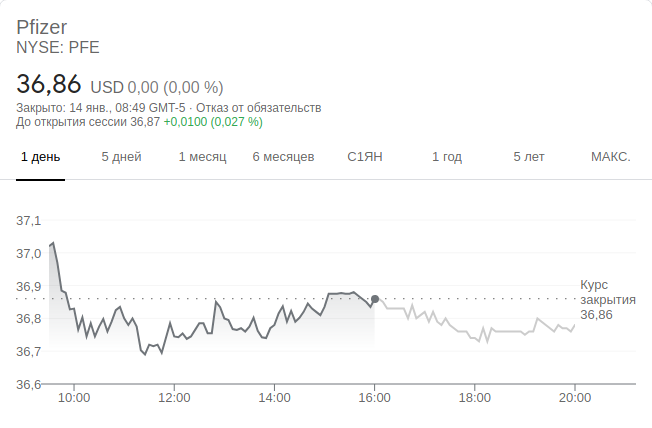 Pfizer
NYSE: PFE
36,86 USD 0,00 (0,00 %)
Закрыто: 14 янв., 08:49 GMT-5 · Отказ от обязательств
До открытия сессии 36,87 +0,0100 (0,027 %)
1 день 5 дней 1 месяц 6 месяцев С1ЯН 1 год 5 лет МАКС.
37,1
37,0
36,9
36,8
36,7
36,6
Курс
закрытия
36,86
10:00 12:00 14:00 16:00 18:00 20:00